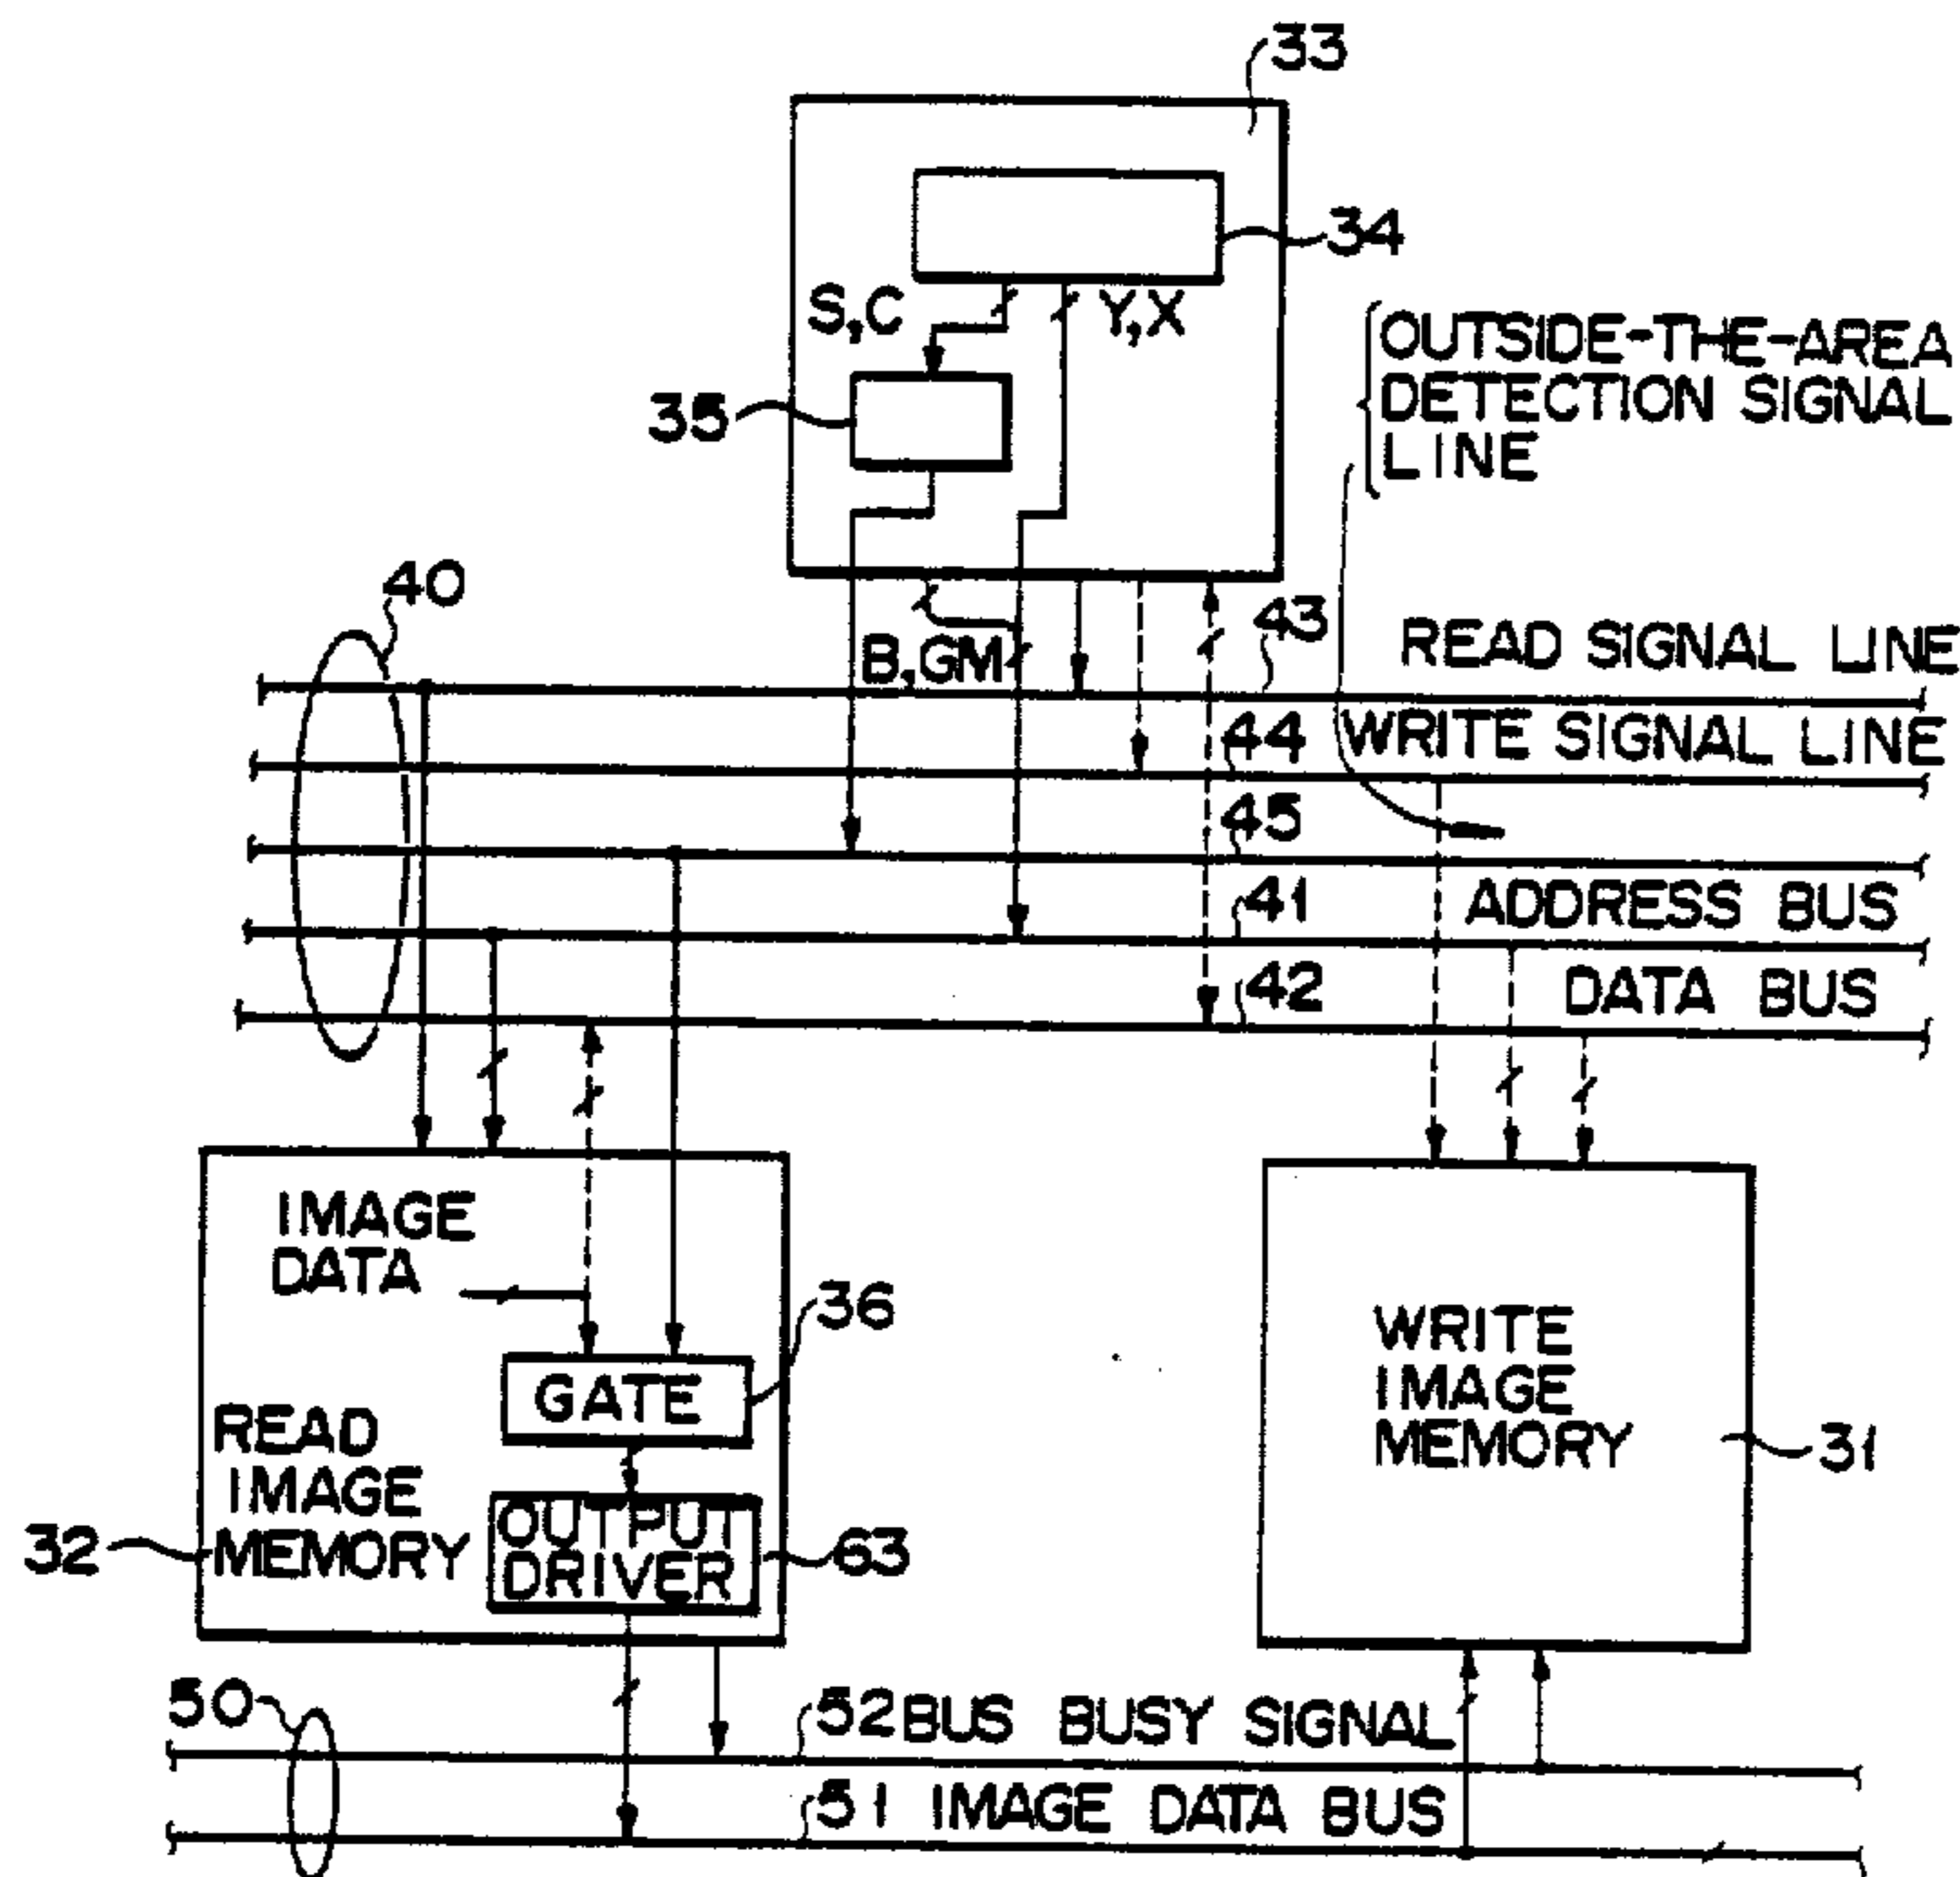 33
34
S,C
Y,X
35
OUTSIDE-THE-AREA
DETECTION SIGNAL
LINE
40
B,GM
43
READ SIGNAL LINE
44 WRITE SIGNAL LINE
45
41 ADDRESS BUS
42 DATA BUS
IMAGE
DATA
36
GATE
READ
IMAGE
MEMORY
32
OUTPUT
DRIVER
63
WRITE
IMAGE
MEMORY
31
50
52 BUS BUSY SIGNAL
51 IMAGE DATA BUS